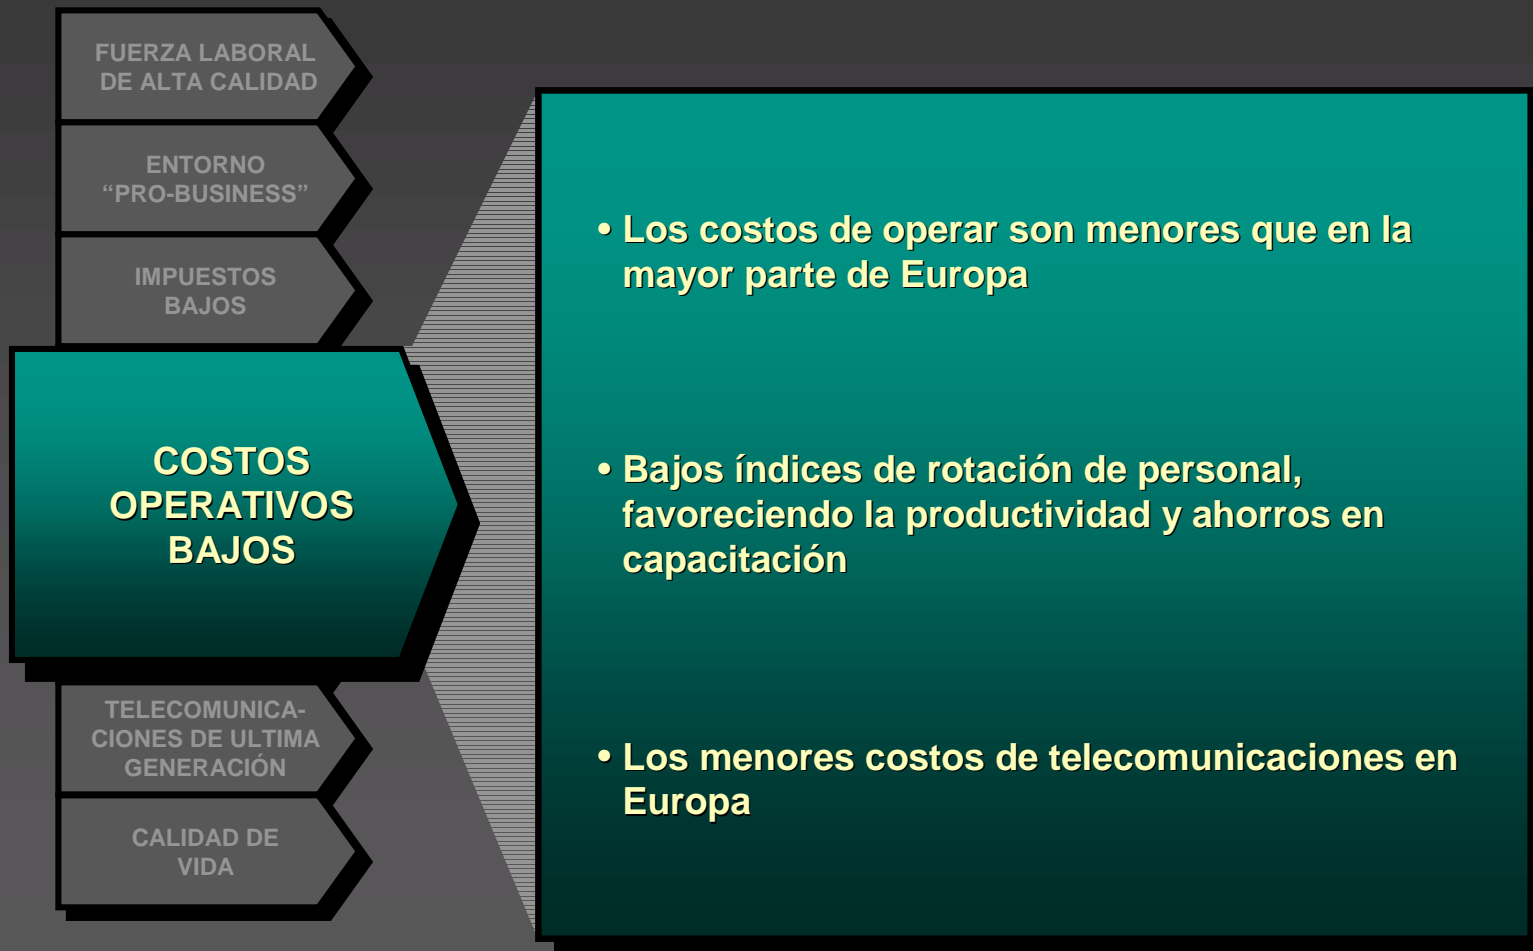 FUERZA LABORAL
DE ALTA CALIDAD
ENTORNO
“PRO-BUSINESS”
IMPUESTOS
BAJOS
COSTOS
OPERATIVOS
BAJOS
TELECOMUNICA-
CIONES DE ULTIMA
GENERACIÓN
CALIDAD DE
VIDA
• Los costos de operar son menores que en la
mayor parte de Europa
• Bajos índices de rotación de personal,
favoreciendo la productividad y ahorros en
capacitación
• Los menores costos de telecomunicaciones en
Europa